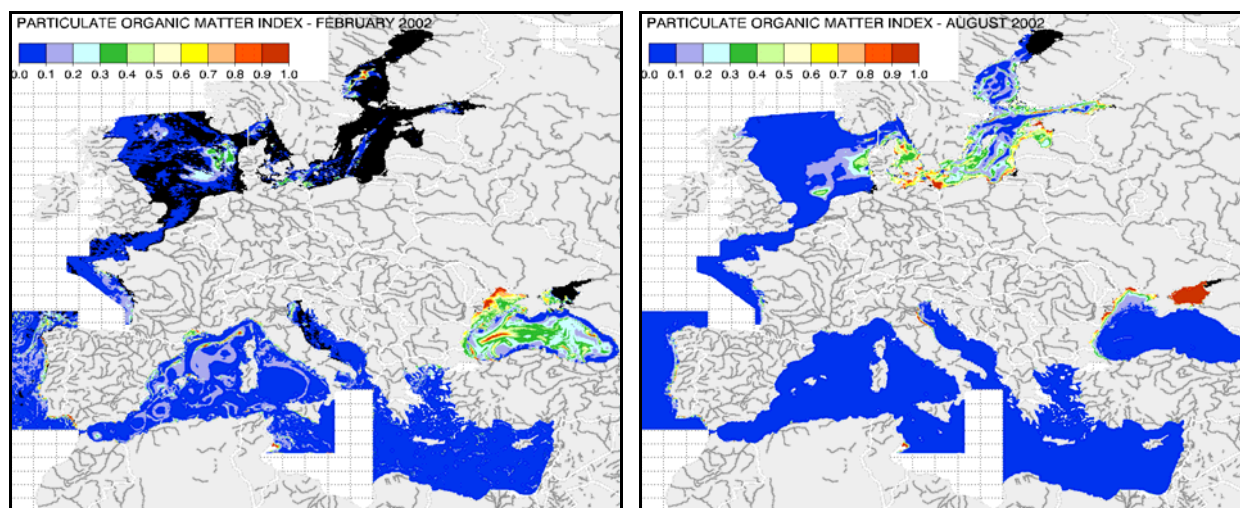 PARTICULATE ORGANIC MATTER INDEX - FEBRUARY 2002
0.0 0.1 0.2 0.3 0.4 0.5 0.6 0.7 0.8 0.9 1.0
PARTICULATE ORGANIC MATTER INDEX - AUGUST 2002
0.0 0.1 0.2 0.3 0.4 0.5 0.6 0.7 0.8 0.9 1.0